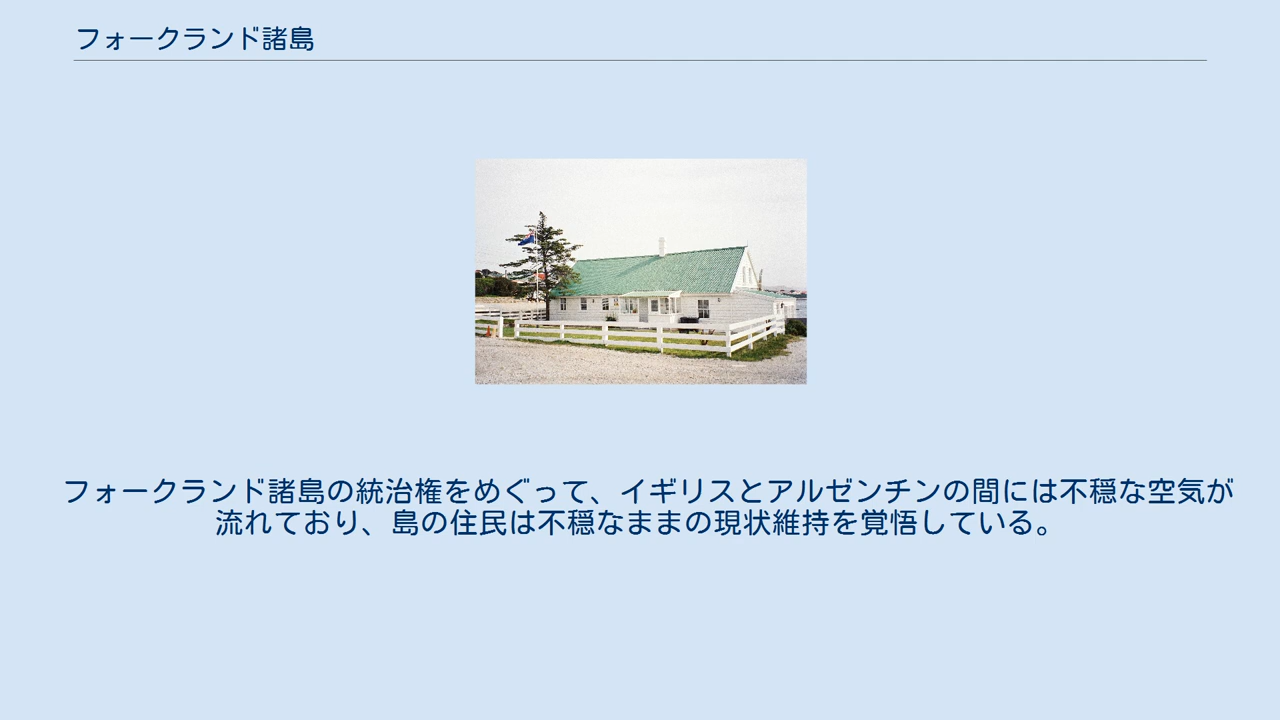 フォークランド諸島
フォークランド諸島の統治権をめぐって、イギリスとアルゼンチンの間には不穏な空気が
流れており、島の住民は不穏なままの現状維持を覚悟している。